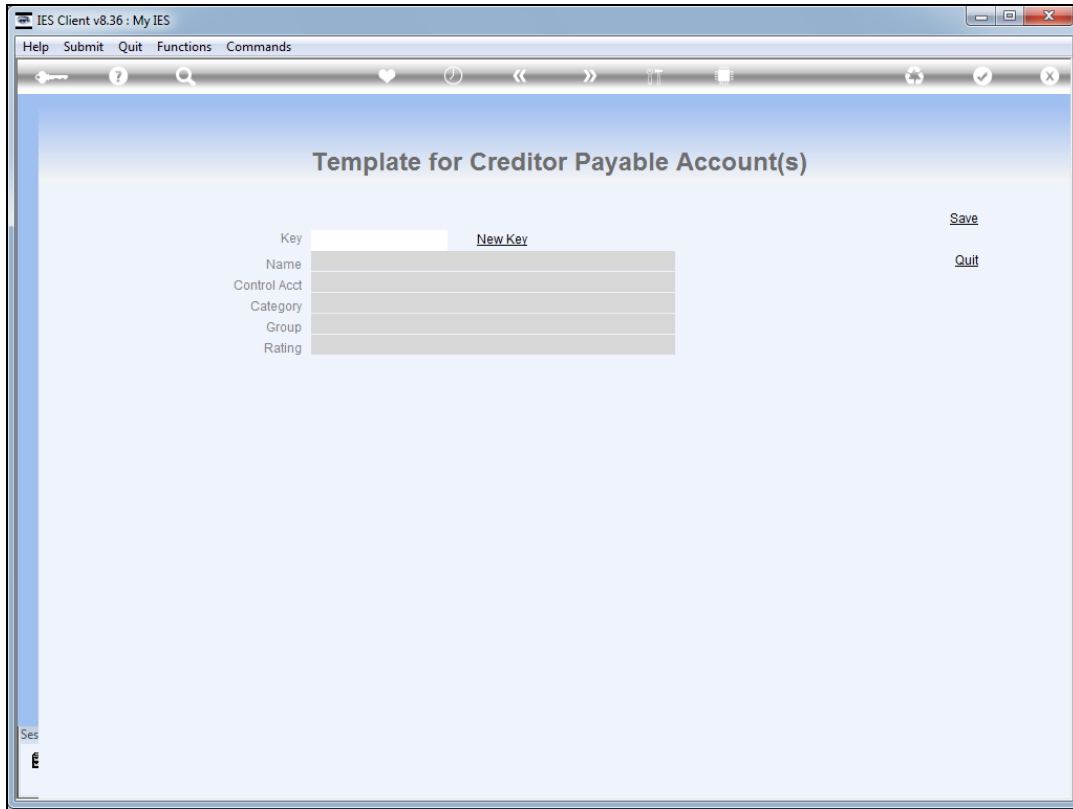 IES Client v8.36 : My IES
Help Submit Quit Functions Commands
Template for Creditor Payable Account(s)
Save
Key New Key
Name
Quit
Control Acct
Category
Group
Rating
Ses